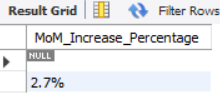 Result Grid Filter Rows
MoM_Increase_Percentage
NULL
2.7%